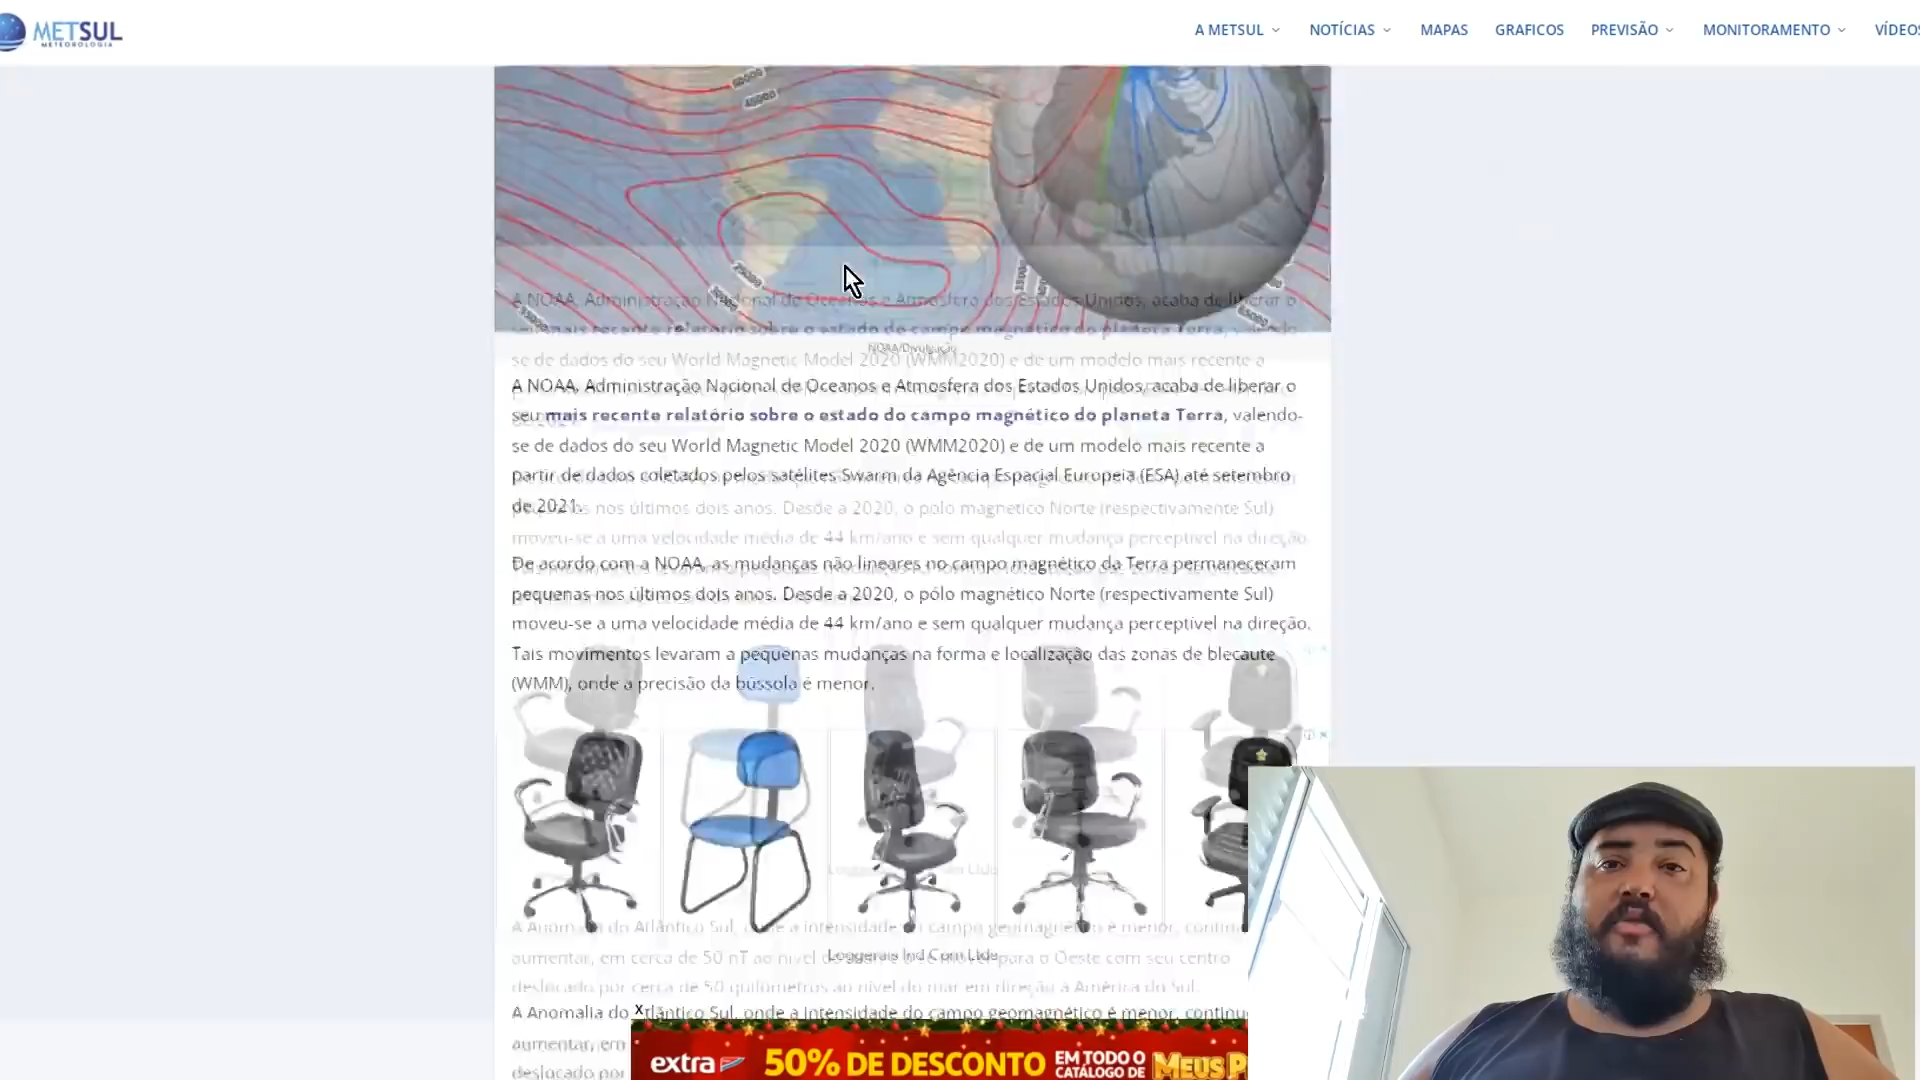 METSUL
METEOROLOGIA
A METSUL
NOTÍCIAS
MAPAS
GRAFICOS
PREVISÃO
MONITORAMENTO
VÍDEOS
NOAA/Divulgação
A NOAA, Administração Nacional de Oceanos e Atmosfera dos Estados Unidos, acaba de liberar o
seu mais recente relatório sobre o estado do campo magnético do planeta Terra, valendo-
se de dados do seu World Magnetic Model 2020 (WMM2020) e de um modelo mais recente a
partir de dados coletados pelos satélites Swarm da Agência Espacial Europeia (ESA) até setembro
de 2021.
De acordo com a NOAA, as mudanças não lineares no campo magnético da Terra permaneceram
pequenas nos últimos dois anos. Desde a 2020, o pólo magnético Norte (respectivamente Sul)
moveu-se a uma velocidade média de 44 km/ano e sem qualquer mudança perceptível na direção.
Tais movimentos levaram a pequenas mudanças na forma e localização das zonas de blecaute
(WMM), onde a precisão da bússola é menor.
Loggerais Ind Com Ltda
A Anomalia do Atlântico Sul, onde a intensidade do campo geomagnético é menor, continu
aumentar, em
deslocado por
X
extra
50% DE DESCONTO
EM TODO O
CATÁLOGO DE
MEUS P